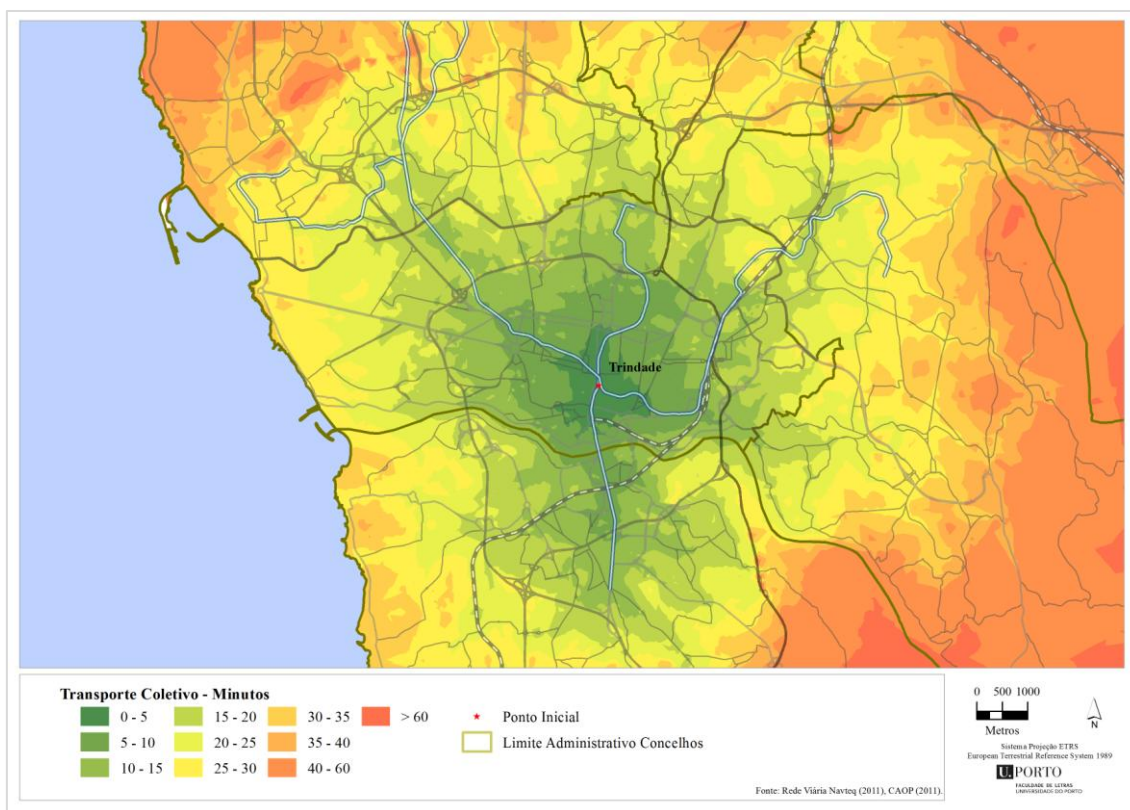 Trindade
Transporte Coletivo - Minutos
0 - 5
5 - 10
10 - 15
15 - 20
20 - 25
25 - 30
30 - 35
35 - 40
40 - 60
> 60
Ponto Inicial
Limite Administrativo Concelhos
0 500 1000
Metros
N
Sistema Projeção ETRS
European Terrestrial Reference System 1989
U. PORTO
FACULDADE DE LETRAS
UNIVERSIDADE DO PORTO
Fonte: Rede Viária Navteq (2011), CAOP (2011).